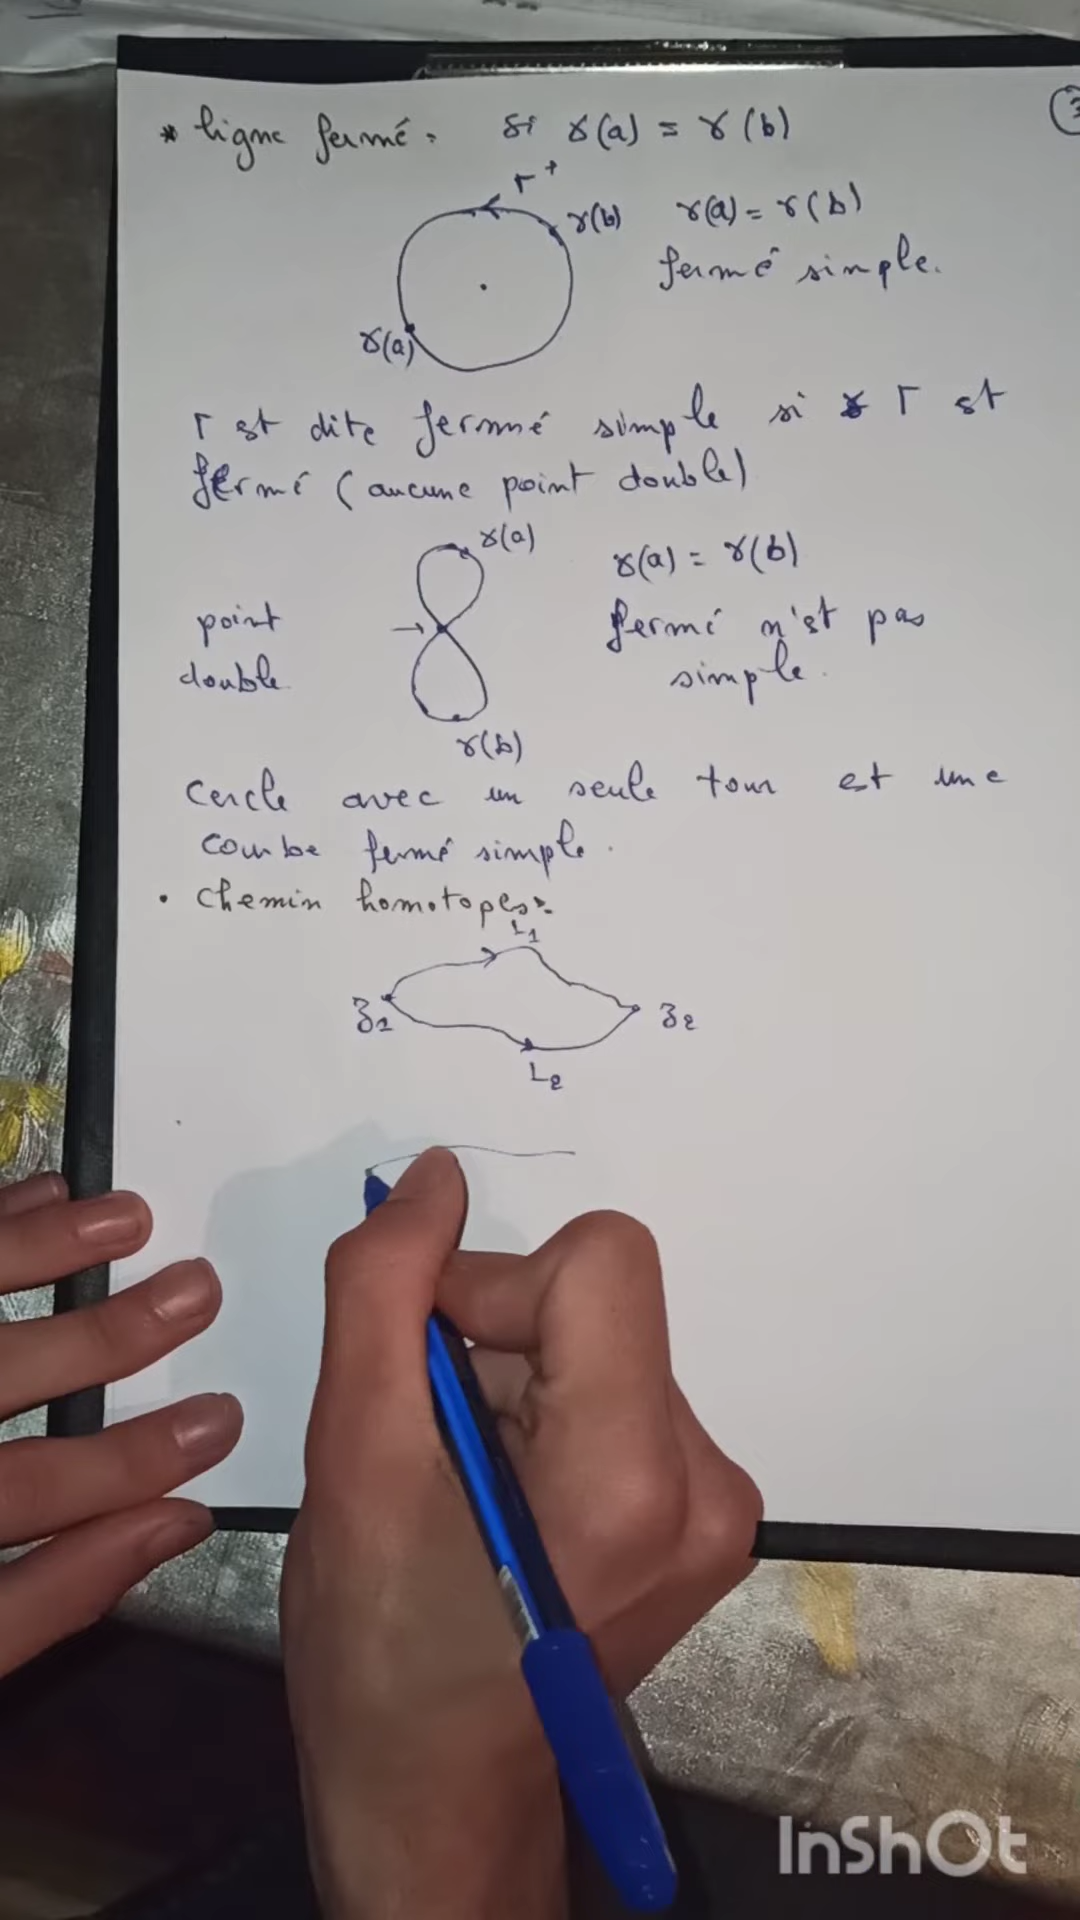 * ligne fermé : si γ(a) = γ(b)
Γ+
γ(b) γ(a) = γ(b)
fermé simple.
γ(a)
Γ est dite fermé simple si Γ est
fermé (aucune point double)
γ(a) γ(a) = γ(b)
point → fermé n'est pas
double simple.
γ(b)
Cercle avec un seule tour est une
courbe fermé simple.
• Chemin homotopes :
L1
z1 z2
L2
InShOt